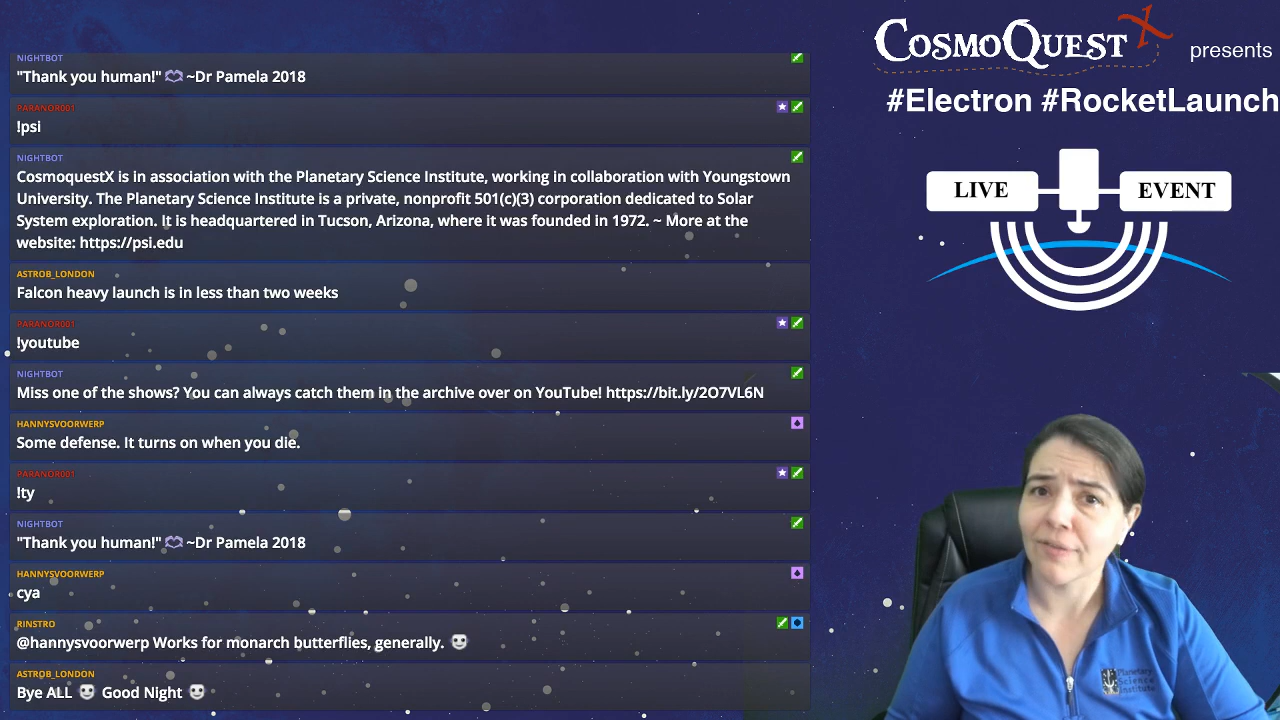 NIGHTBOT
"Thank you human!" ~Dr Pamela 2018
PARANOR001
!psi
NIGHTBOT
CosmoquestX is in association with the Planetary Science Institute, working in collaboration with Youngstown
University. The Planetary Science Institute is a private, nonprofit 501(c)(3) corporation dedicated to Solar
System exploration. It is headquartered in Tucson, Arizona, where it was founded in 1972. ~ More at the
website: https://psi.edu
ASTROB_LONDON
Falcon heavy launch is in less than two weeks
PARANOR001
!youtube
NIGHTBOT
Miss one of the shows? You can always catch them in the archive over on YouTube! https://bit.ly/2O7VL6N
HANNYSVOORWERP
Some defense. It turns on when you die.
PARANOR001
!ty
NIGHTBOT
"Thank you human!" ~Dr Pamela 2018
HANNYSVOORWERP
cya
RINSTRO
@hannysvoorwerp Works for monarch butterflies, generally.
ASTROB_LONDON
Bye ALL Good Night
COSMOQUEST X presents
#Electron #RocketLaunch
LIVE EVENT
Planetary
Science
Institute